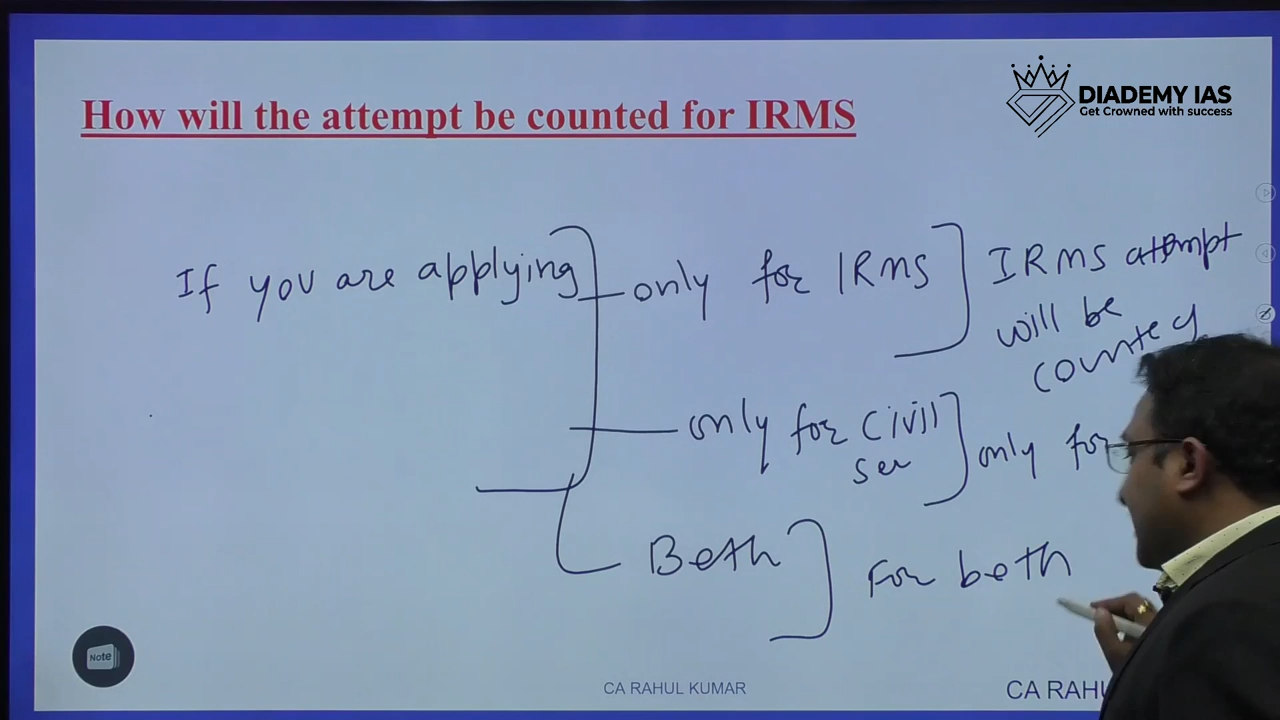 DIADEMY IAS
Get Crowned with success
How will the attempt be counted for IRMS
If you are applying
only for IRMS
IRMS attempt
will be
counted
only for civil
ser
only for
Both
For both
Note
CA RAHUL KUMAR
CA RAHU